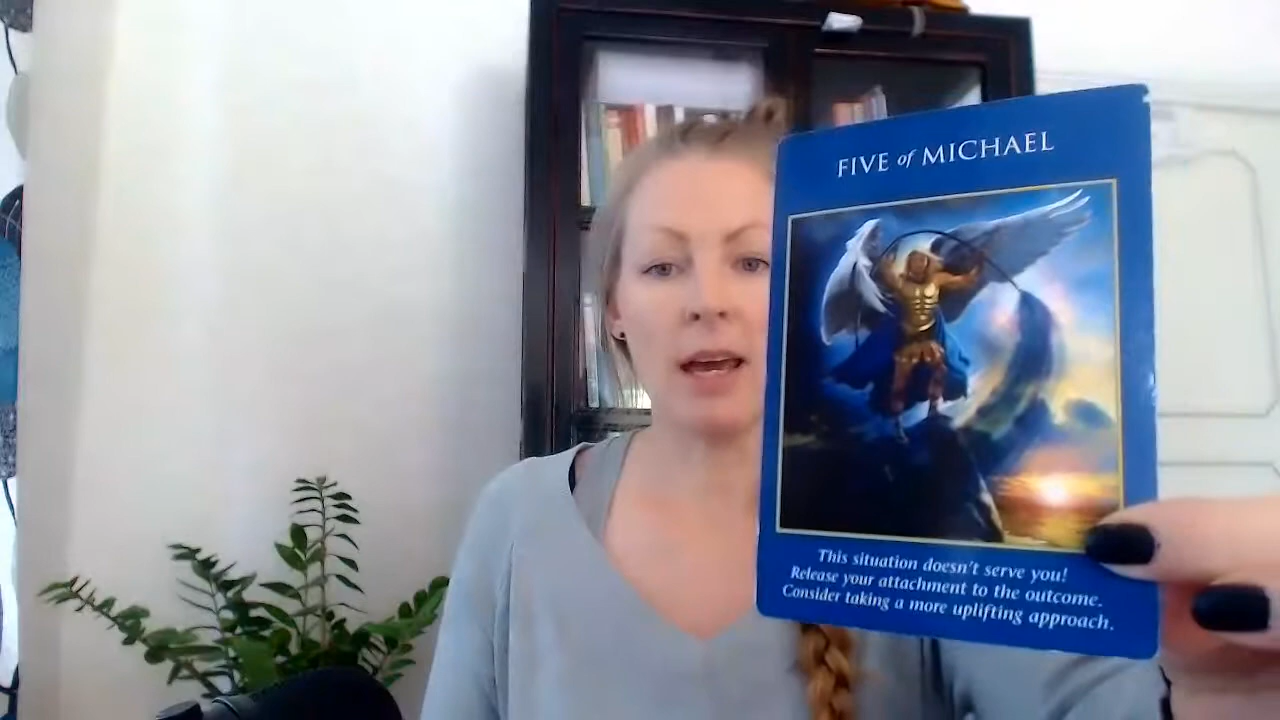 FIVE of MICHAEL
This situation doesn't serve you!
Release your attachment to the outcome.
Consider taking a more uplifting approach.